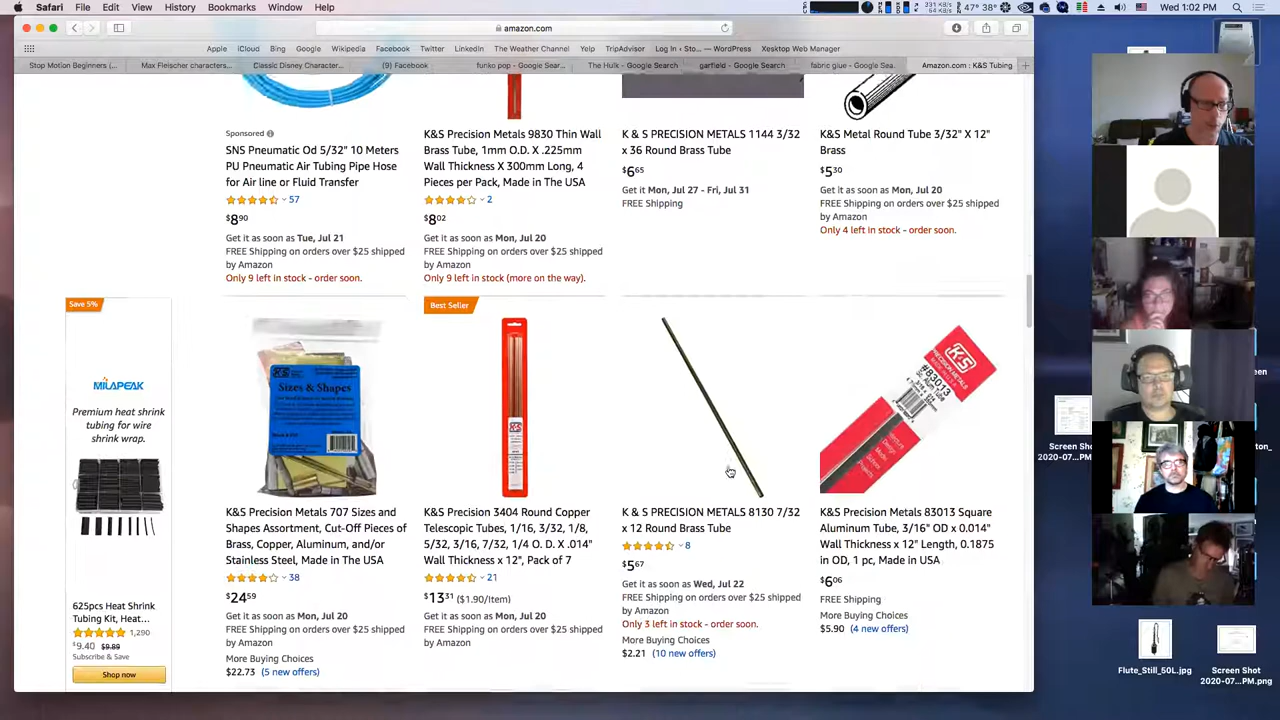 Safari File Edit View History Bookmarks Window Help
47° 38° Wed 1:02 PM
amazon.com
Apple iCloud Bing Google Wikipedia Facebook Twitter LinkedIn The Weather Channel Yelp TripAdvisor Log In ‹ Sto... — WordPress Xesktop Web Manager
Stop Motion Beginners (... Max Fleischer characters... Classic Disney Character... (9) Facebook funko pop - Google Sear... The Hulk - Google Search garfield - Google Search fabric glue - Google Sea... Amazon.com : K&S Tubing
Sponsored
SNS Pneumatic Od 5/32" 10 Meters
PU Pneumatic Air Tubing Pipe Hose
for Air line or Fluid Transfer
57
$890
Get it as soon as Tue, Jul 21
FREE Shipping on orders over $25 shipped
by Amazon
Only 9 left in stock - order soon.
K&S Precision Metals 9830 Thin Wall
Brass Tube, 1mm O.D. X .225mm
Wall Thickness X 300mm Long, 4
Pieces per Pack, Made in The USA
2
$802
Get it as soon as Mon, Jul 20
FREE Shipping on orders over $25 shipped
by Amazon
Only 9 left in stock (more on the way).
K & S PRECISION METALS 1144 3/32
x 36 Round Brass Tube
$665
Get it Mon, Jul 27 - Fri, Jul 31
FREE Shipping
K&S Metal Round Tube 3/32" X 12"
Brass
$530
Get it as soon as Mon, Jul 20
FREE Shipping on orders over $25 shipped
by Amazon
Only 4 left in stock - order soon.
Save 5%
MILAPEAK
Premium heat shrink
tubing for wire
shrink wrap.
625pcs Heat Shrink
Tubing Kit, Heat...
1,290
$9.40 $9.89
Subscribe & Save
Shop now
Sizes & Shapes
K&S Precision Metals 707 Sizes and
Shapes Assortment, Cut-Off Pieces of
Brass, Copper, Aluminum, and/or
Stainless Steel, Made in The USA
38
$2459
Get it as soon as Mon, Jul 20
FREE Shipping on orders over $25 shipped
by Amazon
More Buying Choices
$22.73 (5 new offers)
Best Seller
K&S
K&S Precision 3404 Round Copper
Telescopic Tubes, 1/16, 3/32, 1/8,
5/32, 3/16, 7/32, 1/4 O. D. X .014"
Wall Thickness x 12", Pack of 7
21
$1331 ($1.90/Item)
Get it as soon as Mon, Jul 20
FREE Shipping on orders over $25 shipped
by Amazon
K & S PRECISION METALS 8130 7/32
x 12 Round Brass Tube
8
$567
Get it as soon as Wed, Jul 22
FREE Shipping on orders over $25 shipped
by Amazon
Only 3 left in stock - order soon.
More Buying Choices
$2.21 (10 new offers)
K&S
PRECISION METALS
#83013
K&S Precision Metals 83013 Square
Aluminum Tube, 3/16" OD x 0.014"
Wall Thickness x 12" Length, 0.1875
in OD, 1 pc, Made in USA
$606
FREE Shipping
More Buying Choices
$5.90 (4 new offers)
Screen Shot
2020-07...PM.
Flute_Still_50L.jpg
Screen Shot
2020-07...PM.png